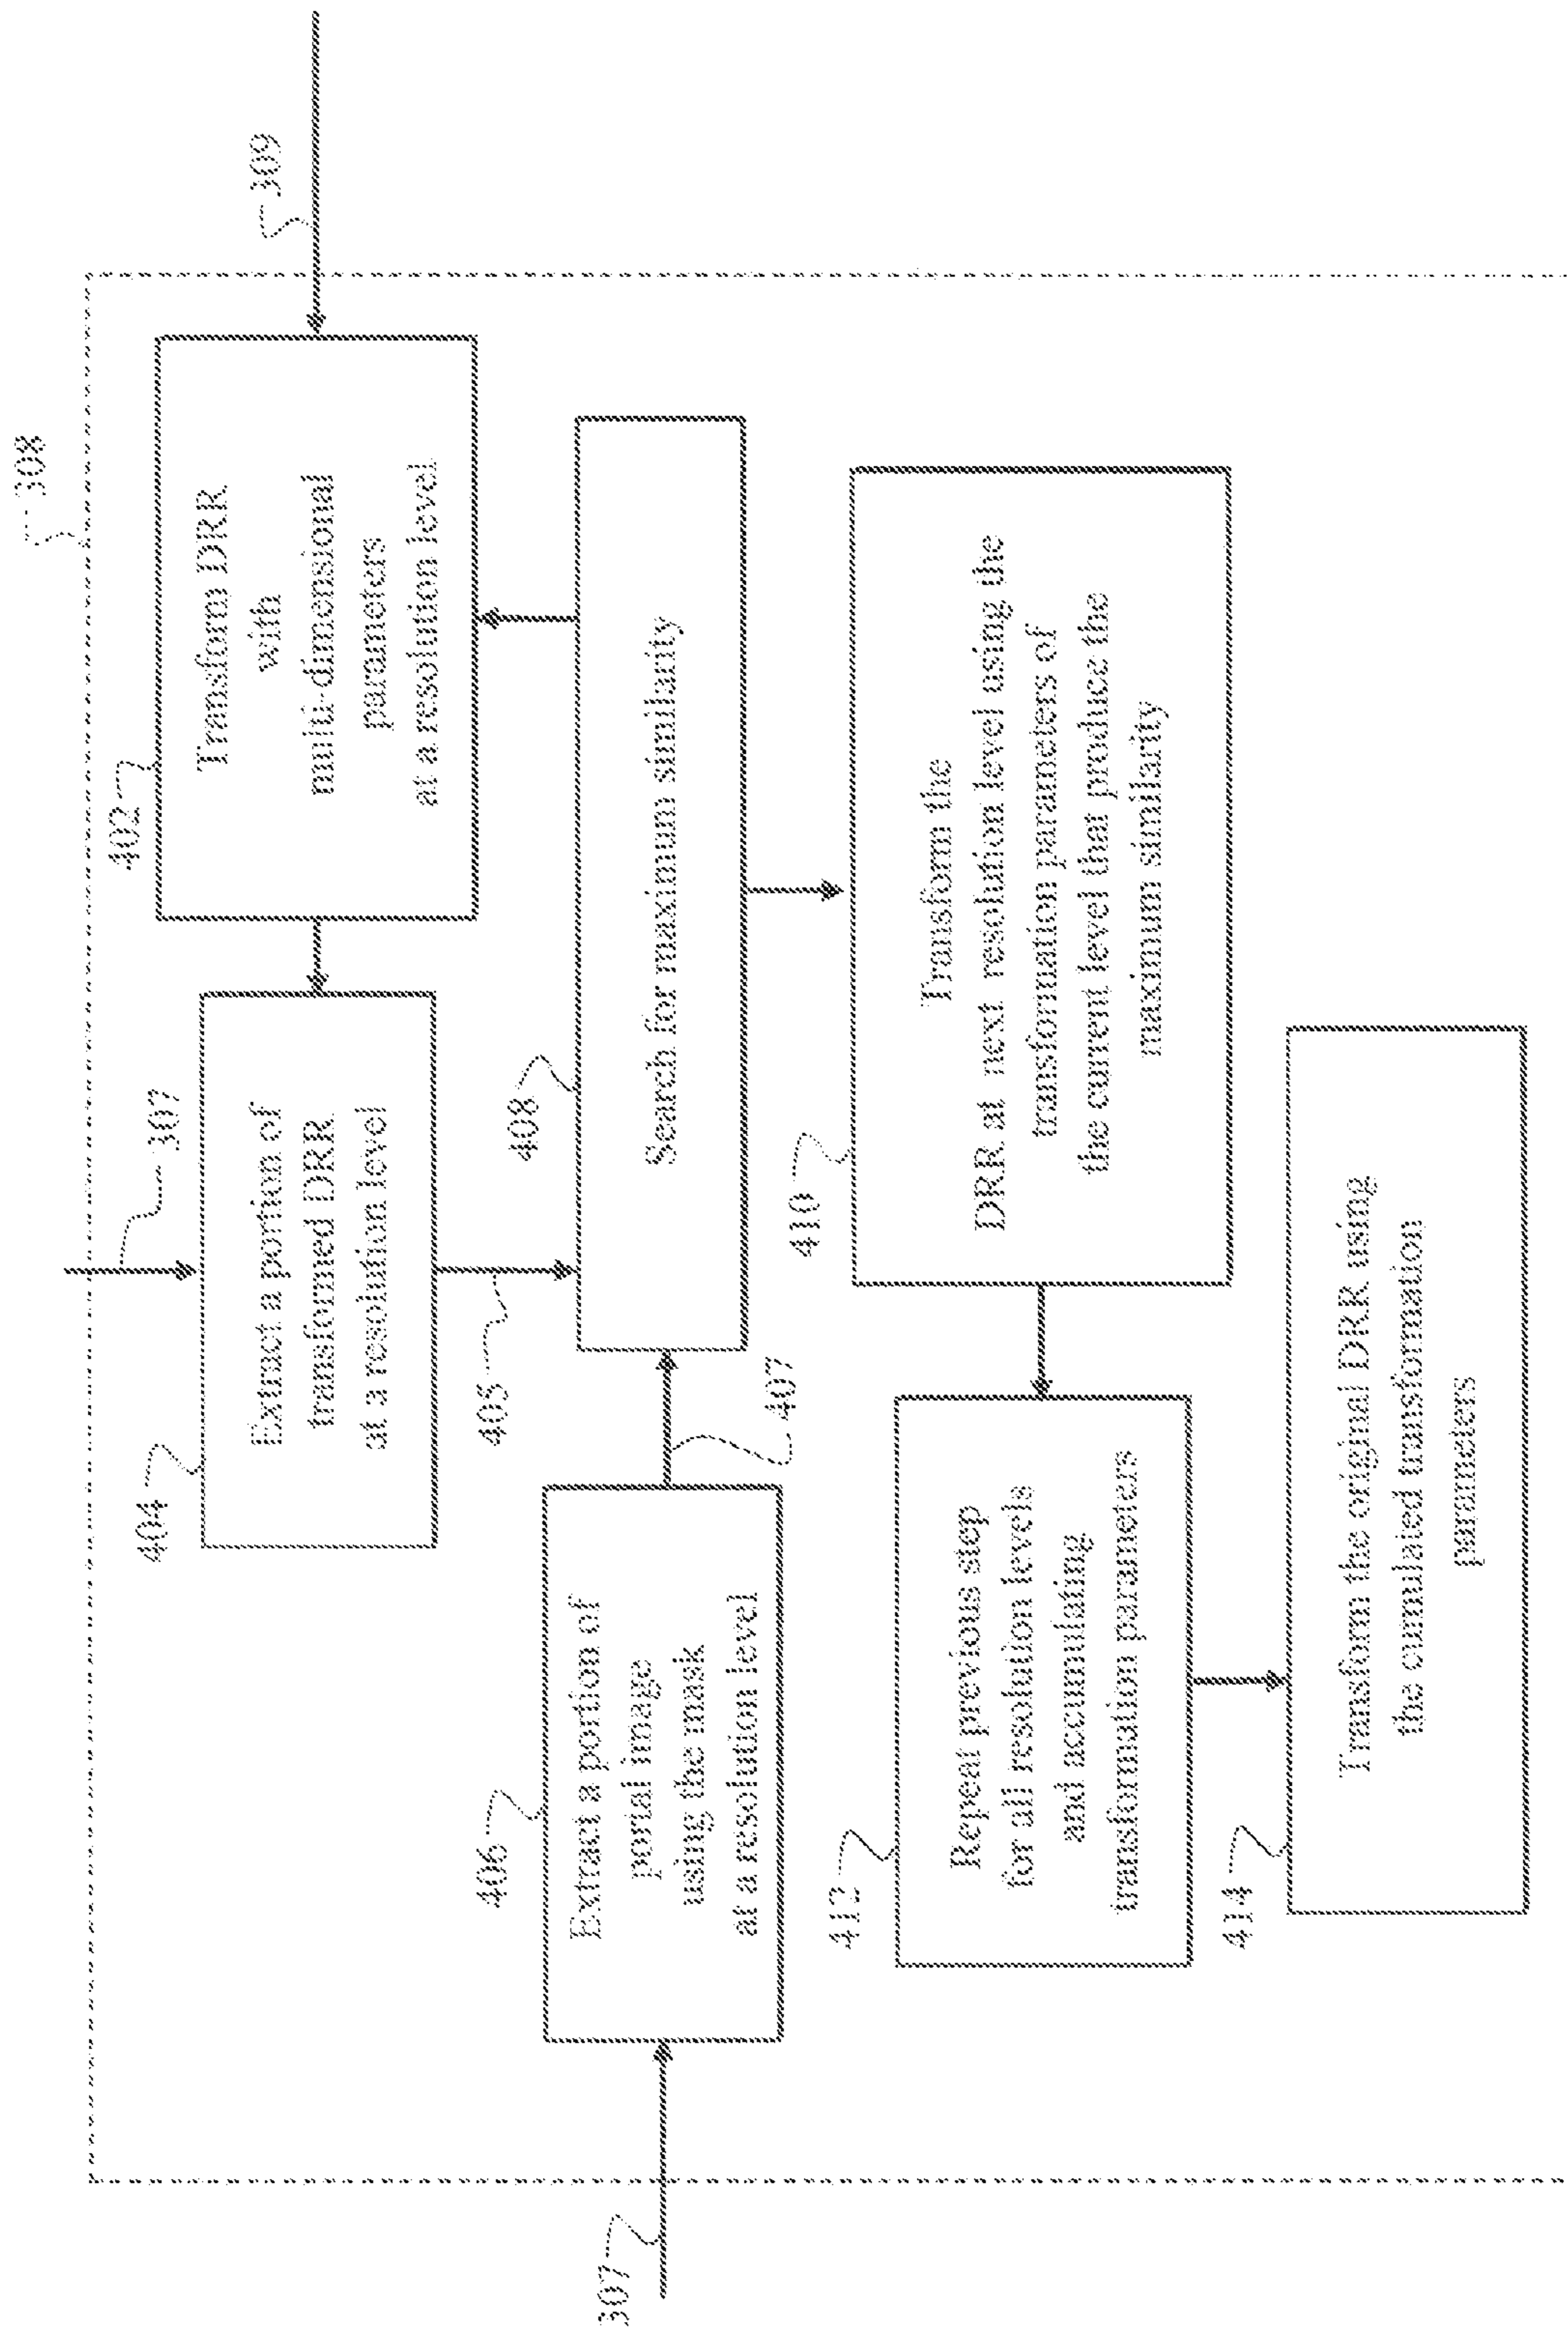 308
309
402
Transform DRR
with
multi-dimensional
parameters
at a resolution level
307
404
Extract a portion of
transformed DRR
at a resolution level
405
408
Search for maximum similarity
406
Extract a portion of
portal image
using the mask
at a resolution level
307
407
410
Transform the
DRR at next resolution level using the
transformation parameters of
the current level that produce the
maximum similarity
412
Repeat previous step
for all resolution levels
and accumulating
transformation parameters
414
Transform the original DRR using
the cumulated transformation
parameters